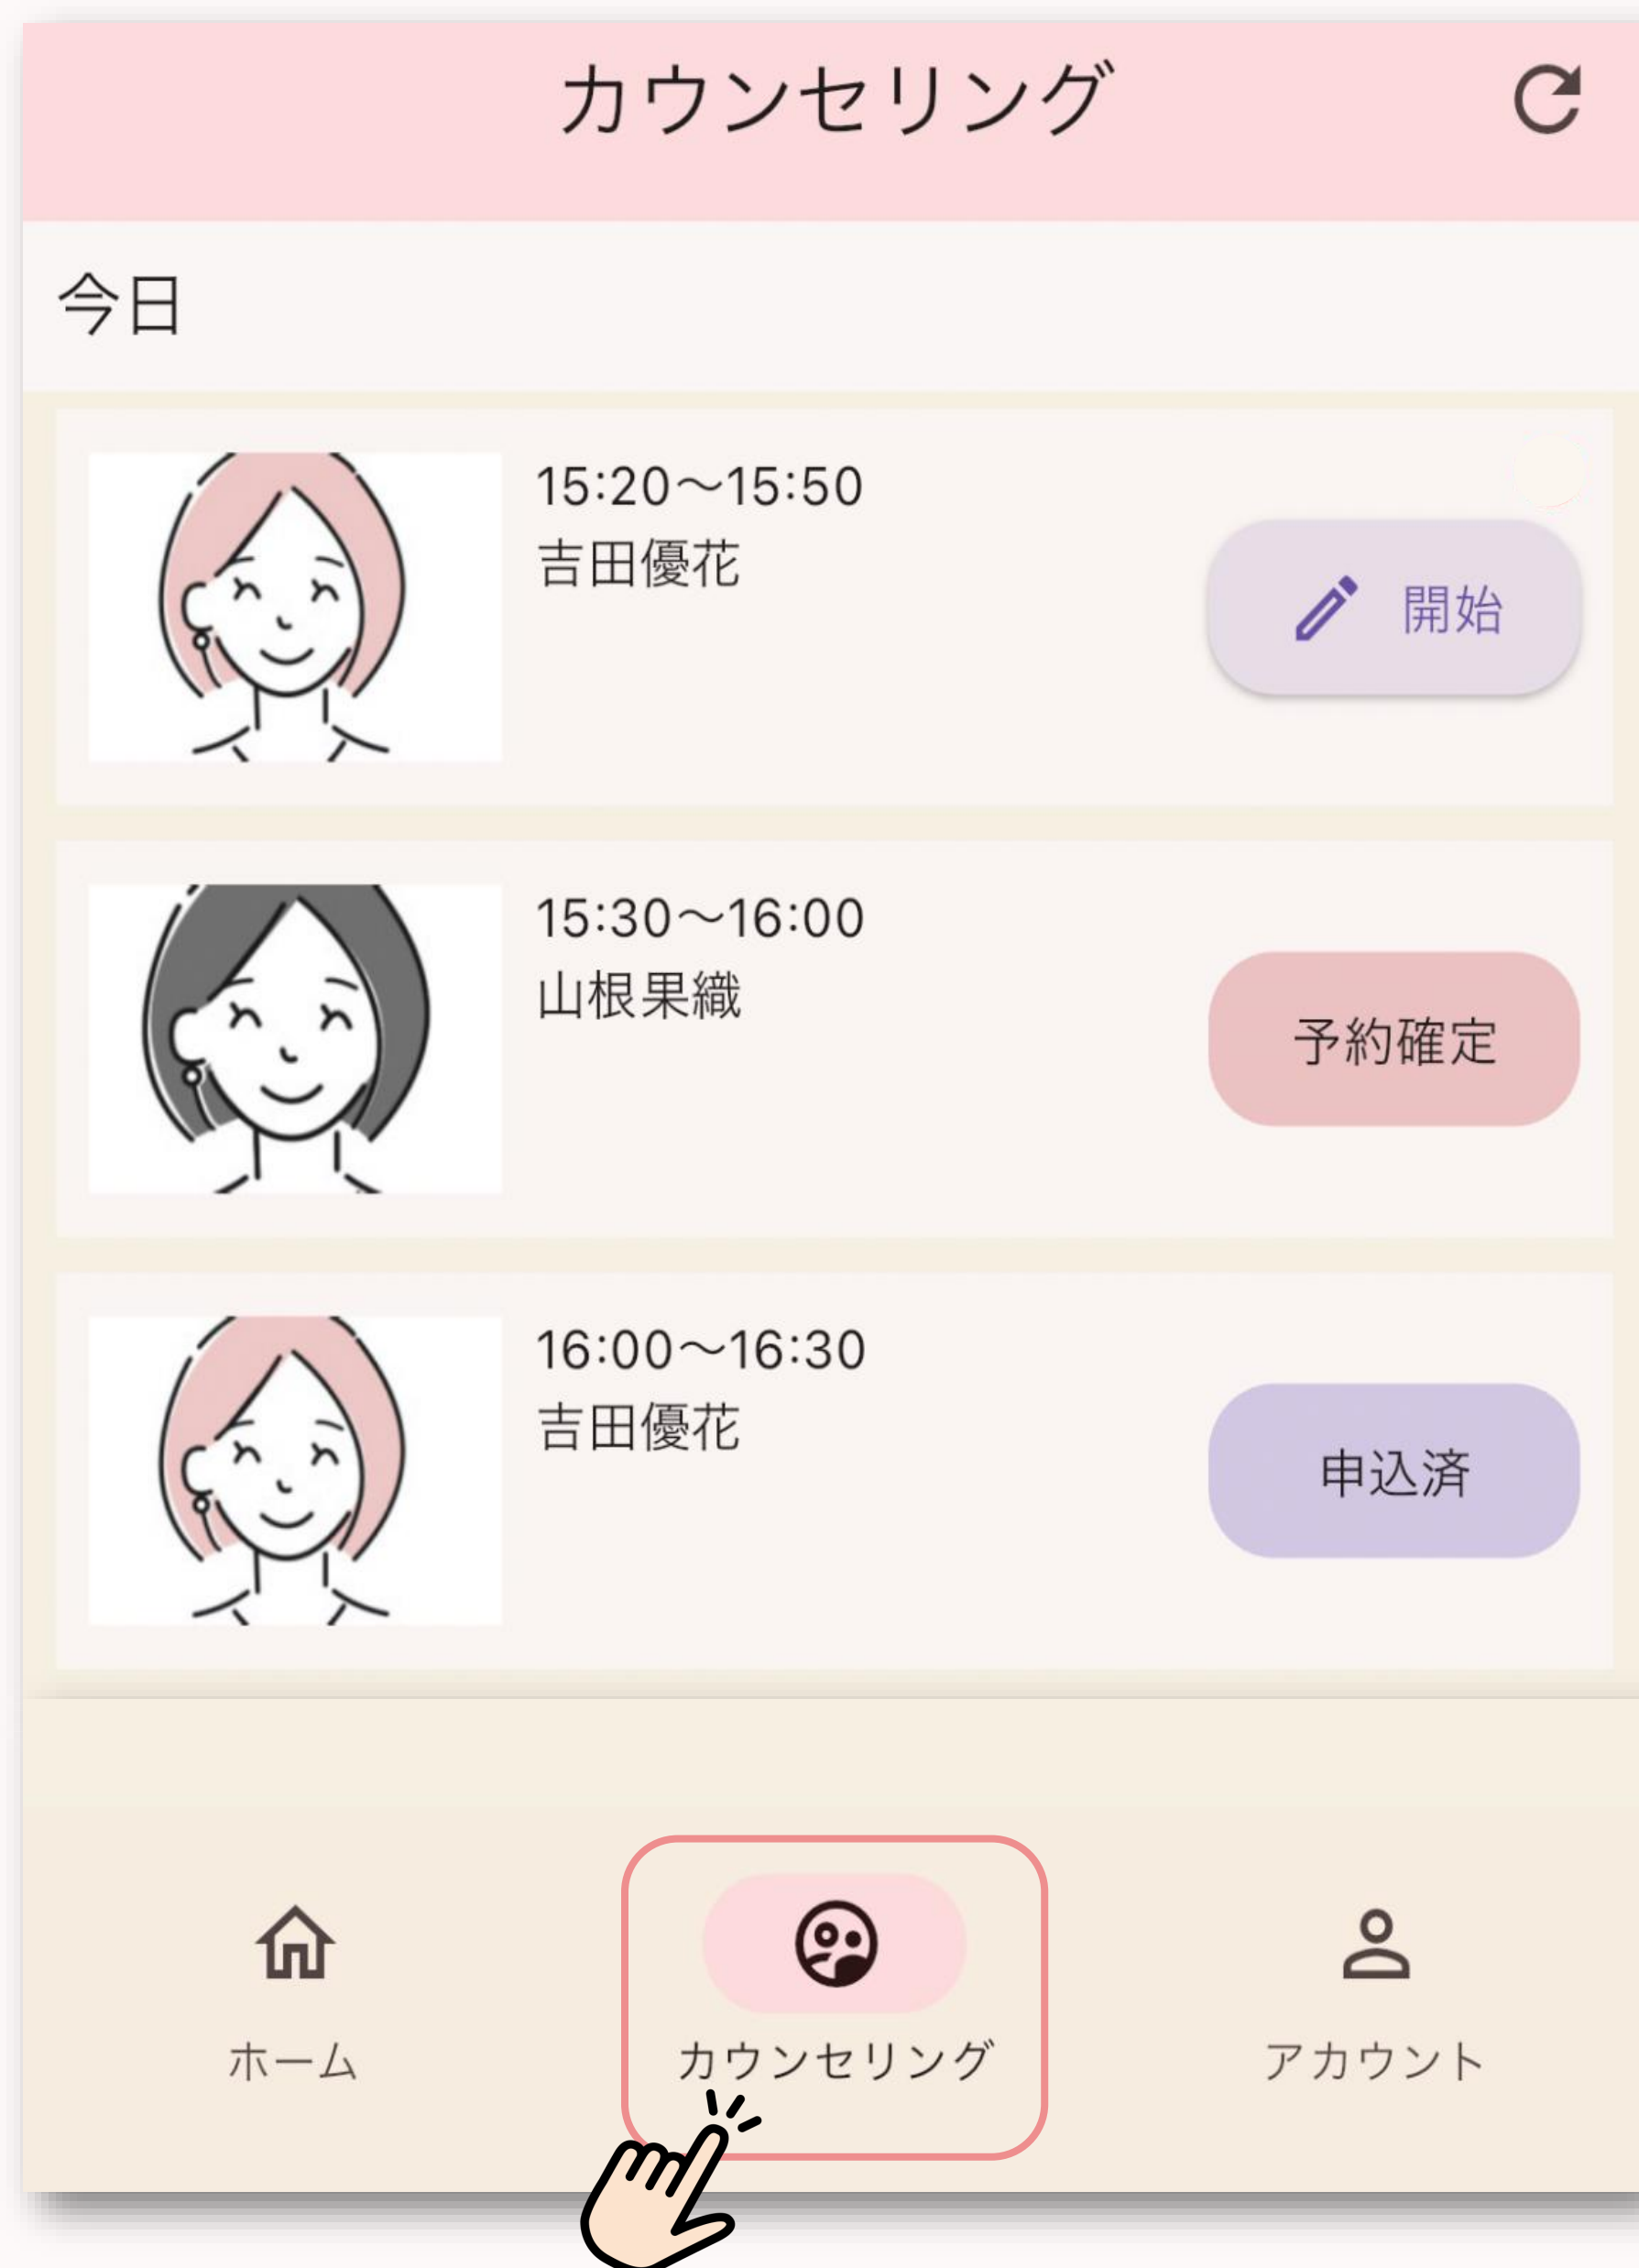 カウンセリング
今日
15:20〜15:50
吉田優花
開始
15:30〜16:00
山根果織
予約確定
16:00〜16:30
吉田優花
申込済
ホーム
カウンセリング
アカウント